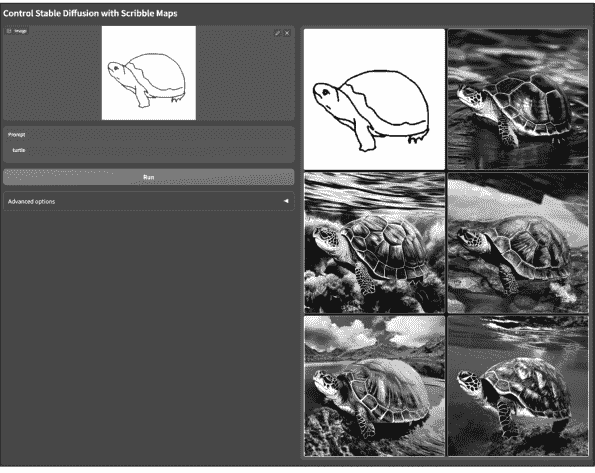 Control Stable Diffusion with Scribble Maps
Image
Prompt
turtle
Run
Advanced options